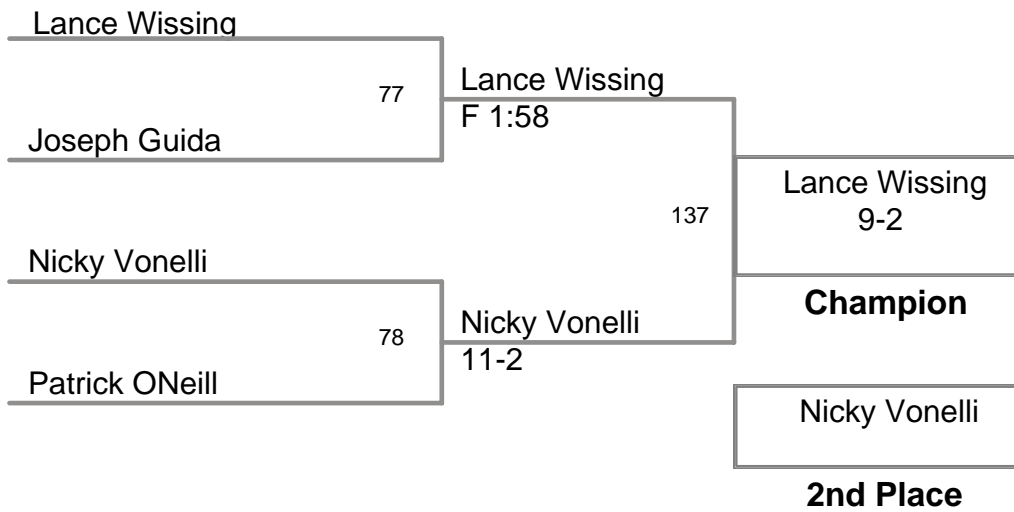 Lance Wissing
77
Joseph Guida
Lance Wissing
F 1:58
Nicky Vonelli
78
Patrick ONeill
Nicky Vonelli
11-2
137
Lance Wissing
9-2
Champion
Nicky Vonelli
2nd Place